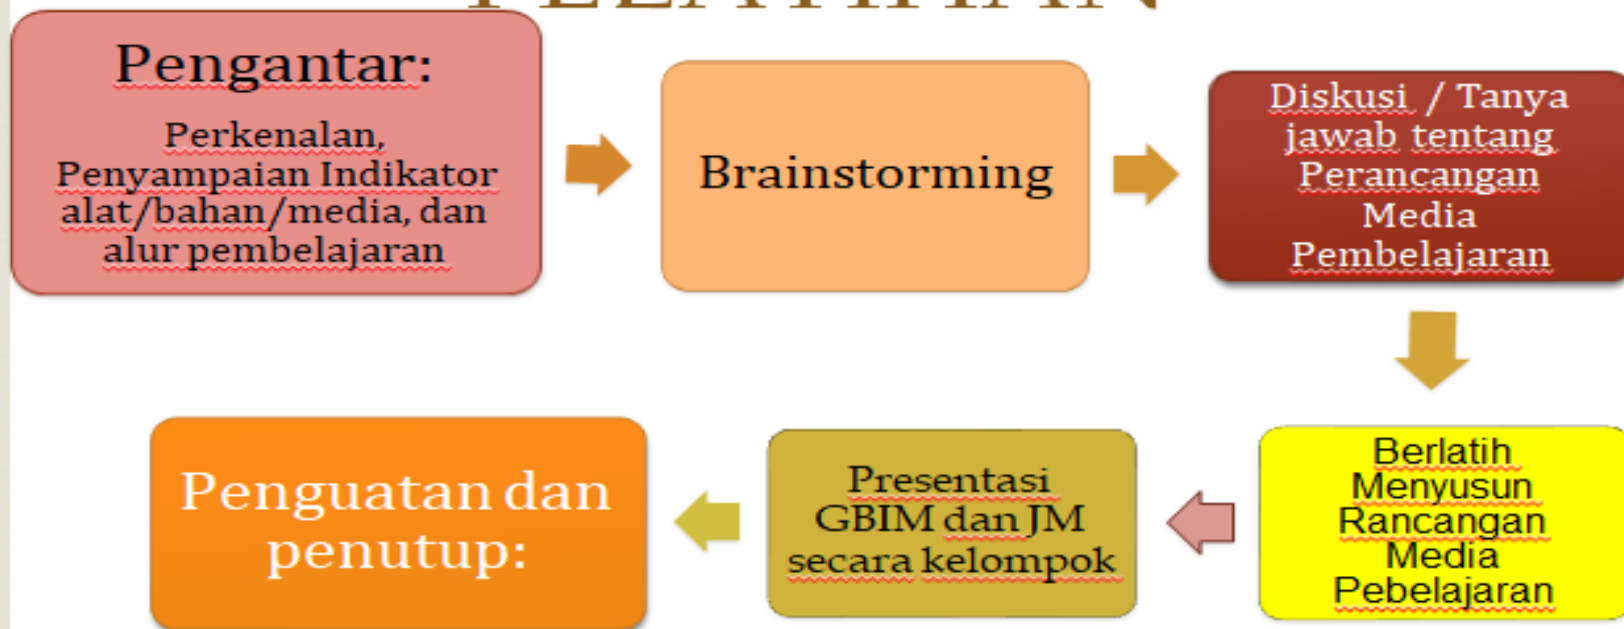 PELATIHAN
Pengantar:
Perkenalan,
Penyampaian Indikator
alat/bahan/media, dan
alur pembelajaran
Brainstorming
Diskusi / Tanya
jawab tentang
Perancangan
Media
Pembelajaran
Berlatih
Menyusun
Rancangan
Media
Pebelajaran
Presentasi
GBIM dan JM
secara kelompok
Penguatan dan
penutup: